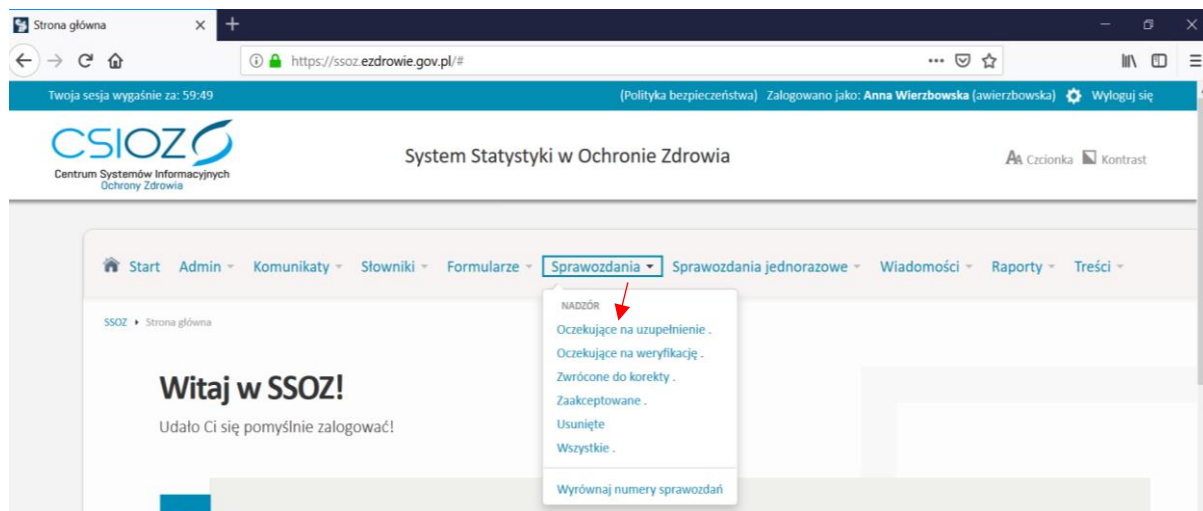 Strona główna
https://ssoz.ezdrowie.gov.pl/#
Twoja sesja wygaśnie za: 59:49 (Polityka bezpieczeństwa) Zalogowano jako: Anna Wierzbowska (awierzbowska) Wyloguj się
CSIOZ
Centrum Systemów Informacyjnych
Ochrony Zdrowia
System Statystyki w Ochronie Zdrowia
AA Czcionka Kontrast
Start Admin Komunikaty Słowniki Formularze Sprawozdania Sprawozdania jednorazowe Wiadomości Raporty Treści
SSOZ Strona główna
NADZÓR
Oczekujące na uzupełnienie .
Oczekujące na weryfikację .
Zwrócone do korekty .
Zaakceptowane .
Usunięte
Wszystkie .
Wyrównaj numery sprawozdań
Witaj w SSOZ!
Udało Ci się pomyślnie zalogować!